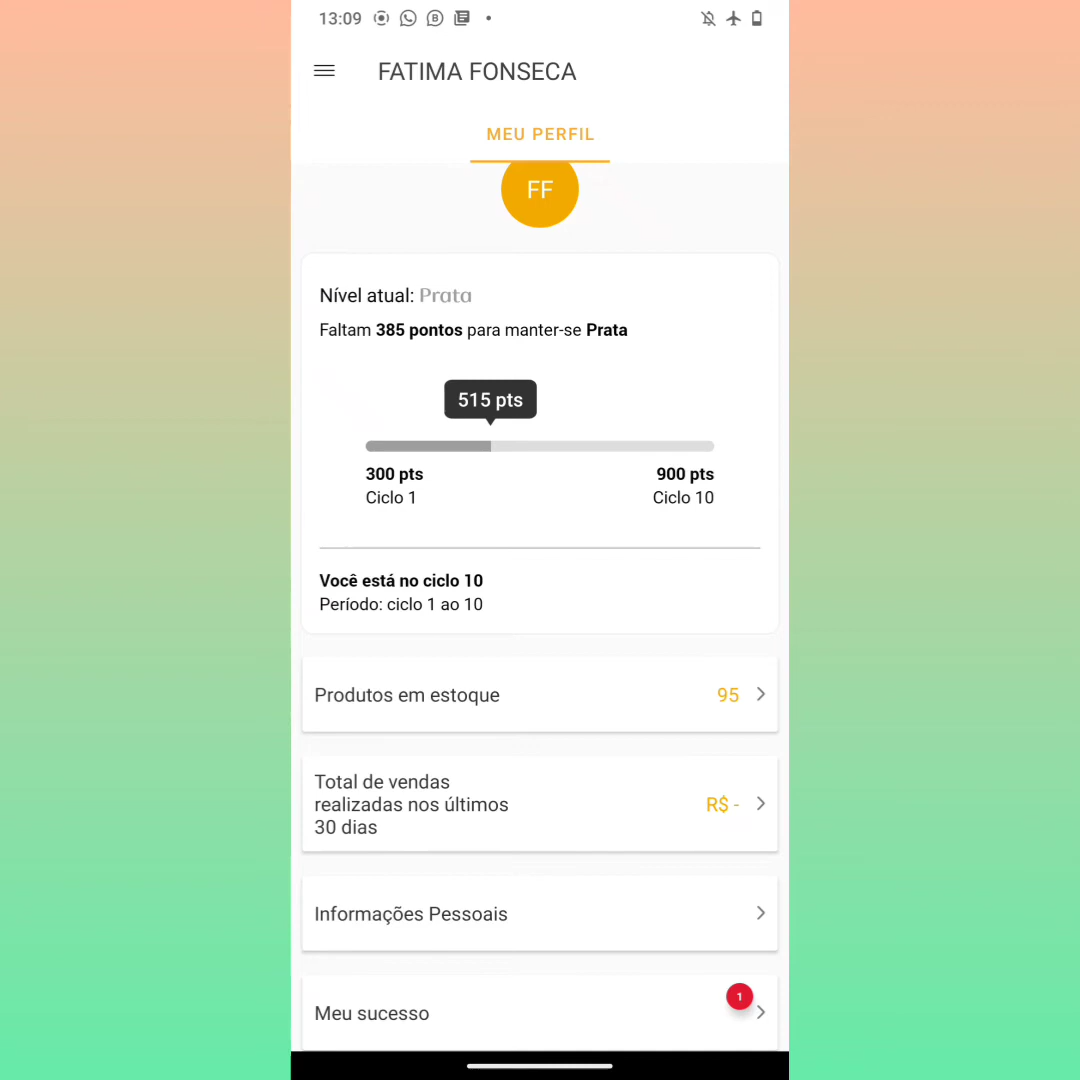 13:09
FATIMA FONSECA
MEU PERFIL
FF
Nível atual: Prata
Faltam 385 pontos para manter-se Prata
515 pts
300 pts 900 pts
Ciclo 1 Ciclo 10
Você está no ciclo 10
Período: ciclo 1 ao 10
Produtos em estoque 95
Total de vendas
realizadas nos últimos R$ -
30 dias
Informações Pessoais
Meu sucesso 1